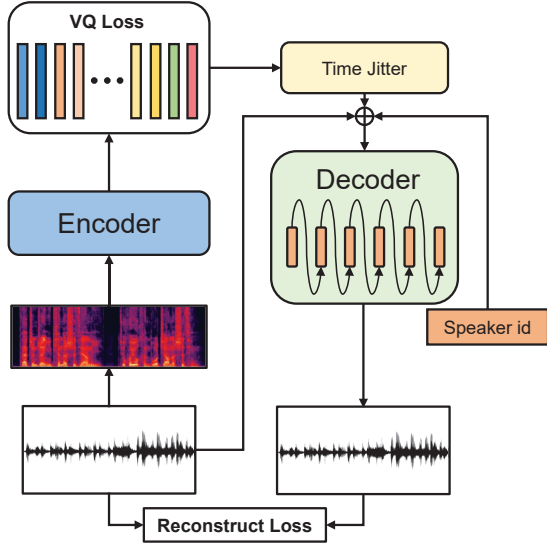 VQ Loss
Time Jitter
Decoder
Encoder
Speaker id
Reconstruct Loss